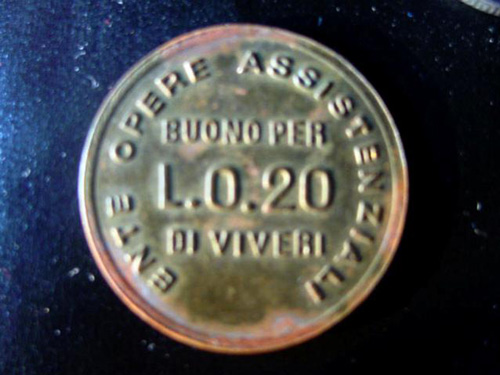 ENTE OPERE ASSISTENZIALI
BUONO PER
L.0.20
DI VIVERI